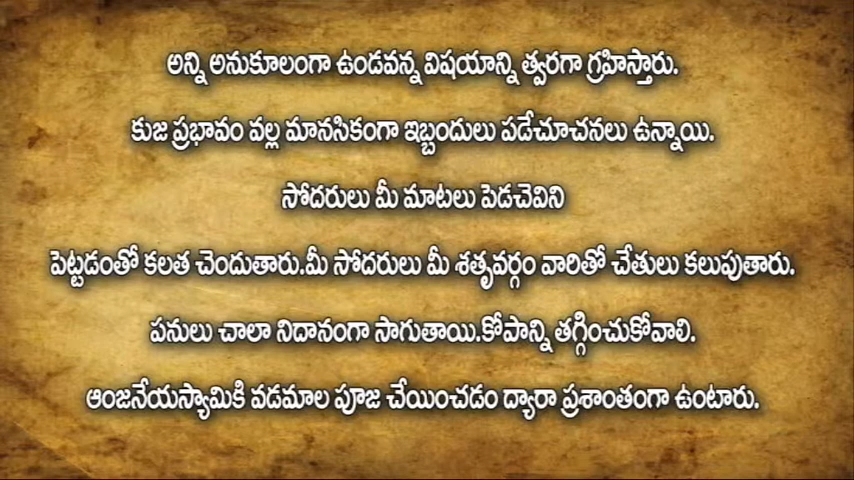 అన్ని అనుకూలంగా ఉండవన్న విషయాన్ని త్వరగా గ్రహిస్తారు.
కుజ ప్రభావం వల్ల మానసికంగా ఇబ్బందులు పడేచూచనలు ఉన్నాయి.
సోదరులు మీ మాటలు పెడచెవిని
పెట్టడంతో కలత చెందుతారు.మీ సోదరులు మీ శతృవర్గం వారితో చేతులు కలుపుతారు.
పనులు చాలా నిదానంగా సాగుతాయి.కోపాన్ని తగ్గించుకోవాలి.
ఆంజనేయస్వామికి వడమాల పూజ చేయించడం ద్వారా ప్రశాంతంగా ఉంటారు.